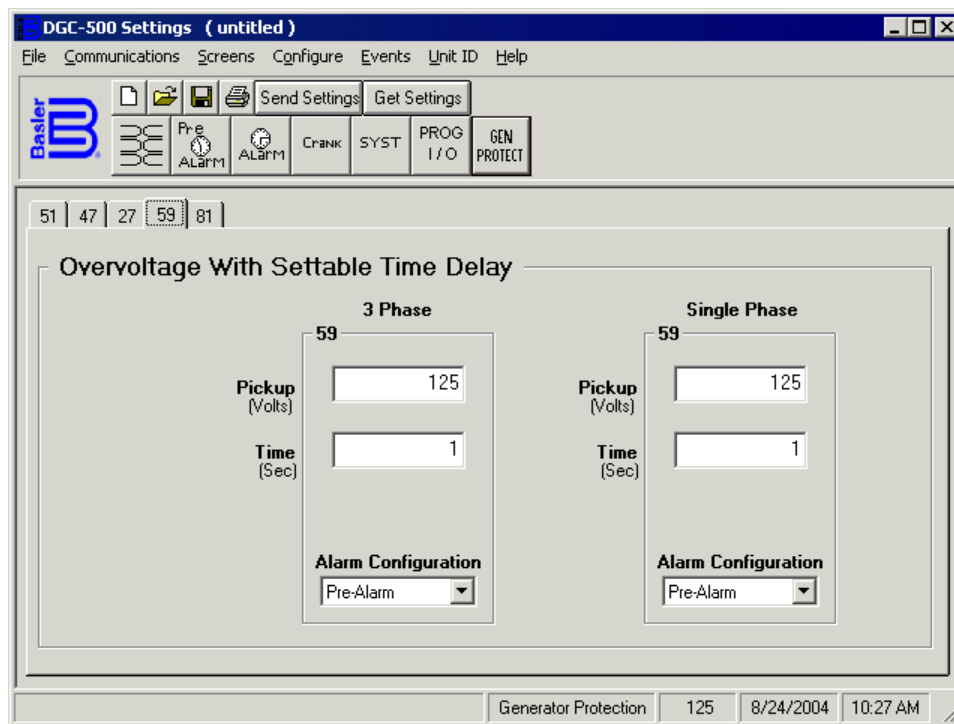 DGC-500 Settings ( untitled )
File Communications Screens Configure Events Unit ID Help
Basler
B
Send Settings Get Settings
Pre ALarm
ALarm
Crank
SYST
PROG I/O
GEN PROTECT
51 47 27 59 81
Overvoltage With Settable Time Delay
3 Phase Single Phase
59 59
Pickup 125 Pickup 125
(Volts) (Volts)
Time 1 Time 1
(Sec) (Sec)
Alarm Configuration Alarm Configuration
Pre-Alarm Pre-Alarm
Generator Protection 125 8/24/2004 10:27 AM